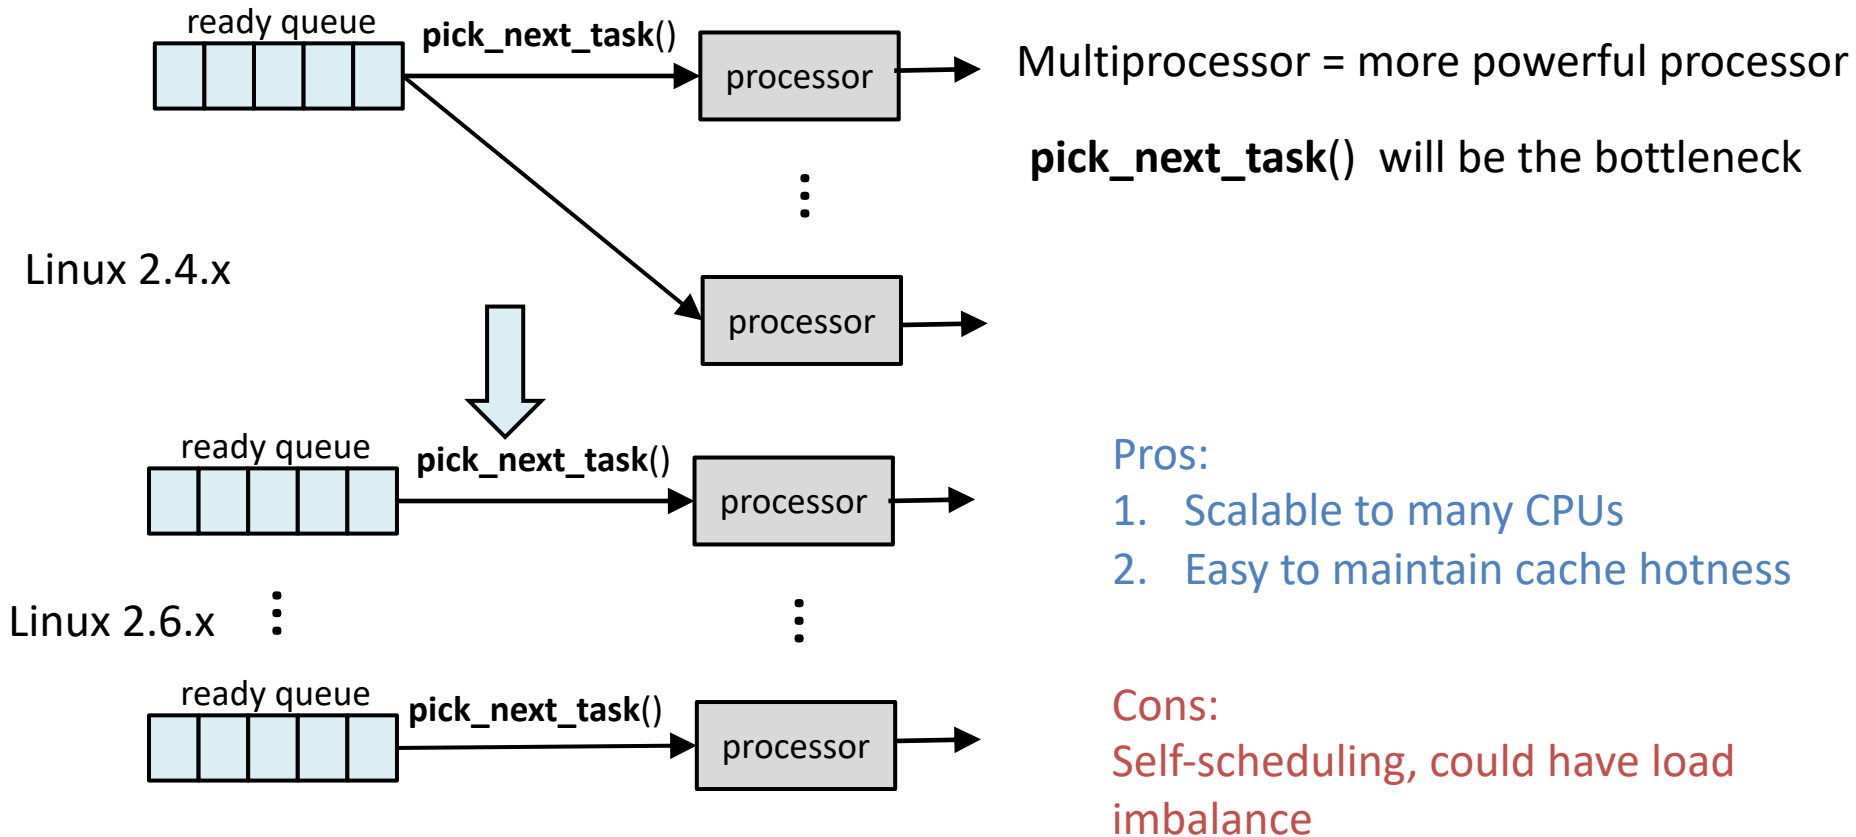 ready queue
pick_next_task()
processor
Multiprocessor = more powerful processor
pick_next_task() will be the bottleneck
Linux 2.4.x
processor
ready queue
pick_next_task()
processor
Pros:
1. Scalable to many CPUs
2. Easy to maintain cache hotness
Linux 2.6.x
ready queue
pick_next_task()
processor
Cons:
Self-scheduling, could have load
imbalance